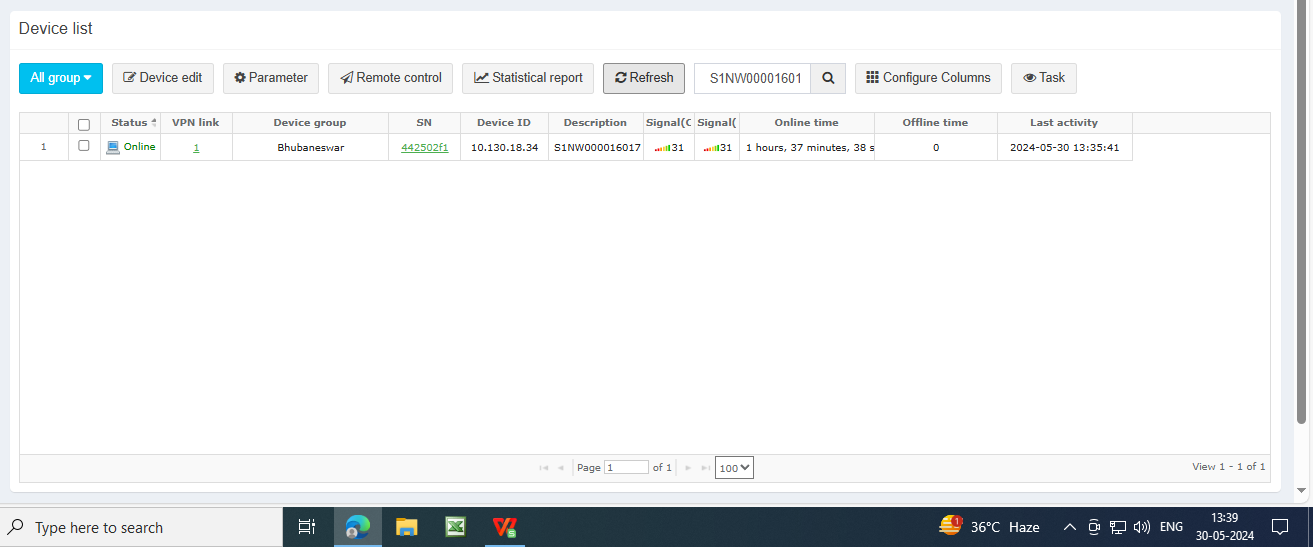 Device list
All group
Device edit
Parameter
Remote control
Statistical report
Refresh
S1NW00001601
Configure Columns
Task
Status VPN link Device group SN Device ID Description Signal(C Signal( Online time Offline time Last activity
1 Online 1 Bhubaneswar 442502f1 10.130.18.34 S1NW000016017 31 31 1 hours, 37 minutes, 38 s 0 2024-05-30 13:35:41
Page 1 of 1 100 View 1 - 1 of 1
Type here to search
1 36°C Haze ENG
13:39
30-05-2024